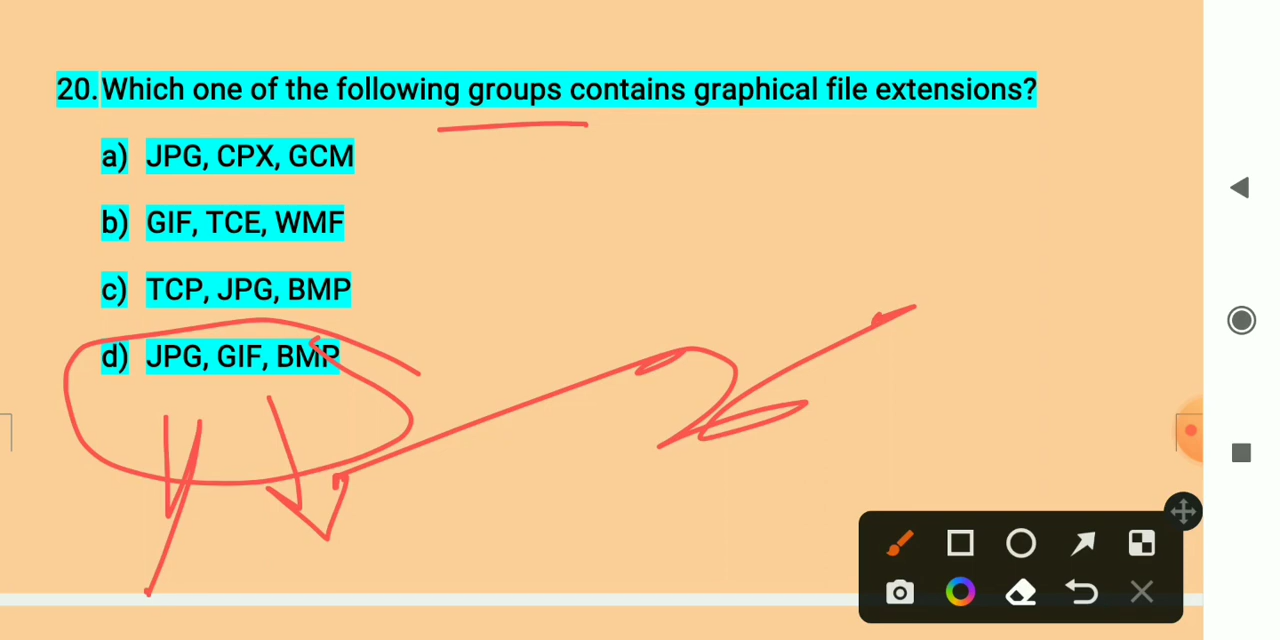 20. Which one of the following groups contains graphical file extensions?
a) JPG, CPX, GCM
b) GIF, TCE, WMF
c) TCP, JPG, BMP
d) JPG, GIF, BMP